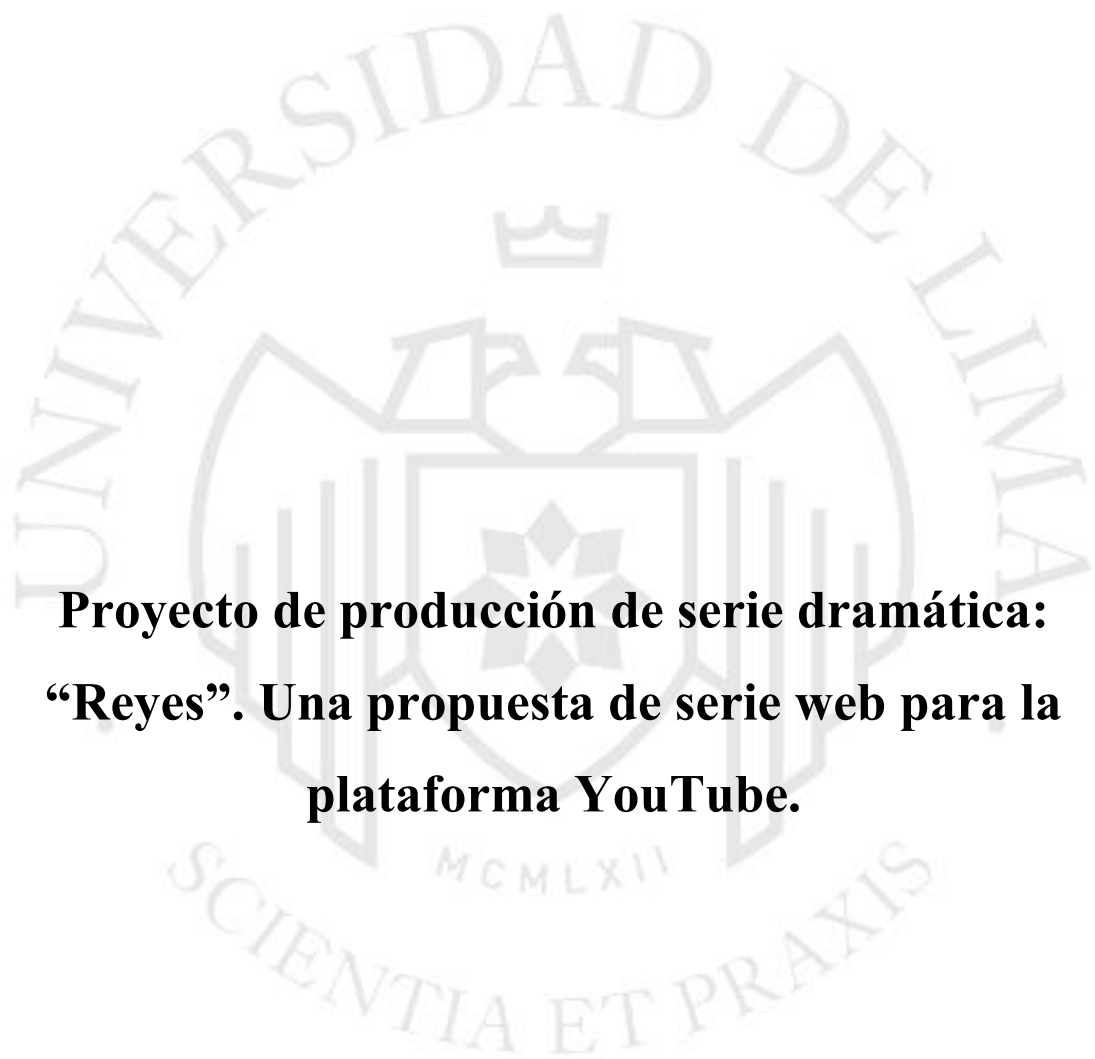 UNIVERSIDAD DE LIMA
Proyecto de producción de serie dramática:
“Reyes”. Una propuesta de serie web para la
plataforma YouTube.
MCMLXII
SCIENTIA ET PRAXIS